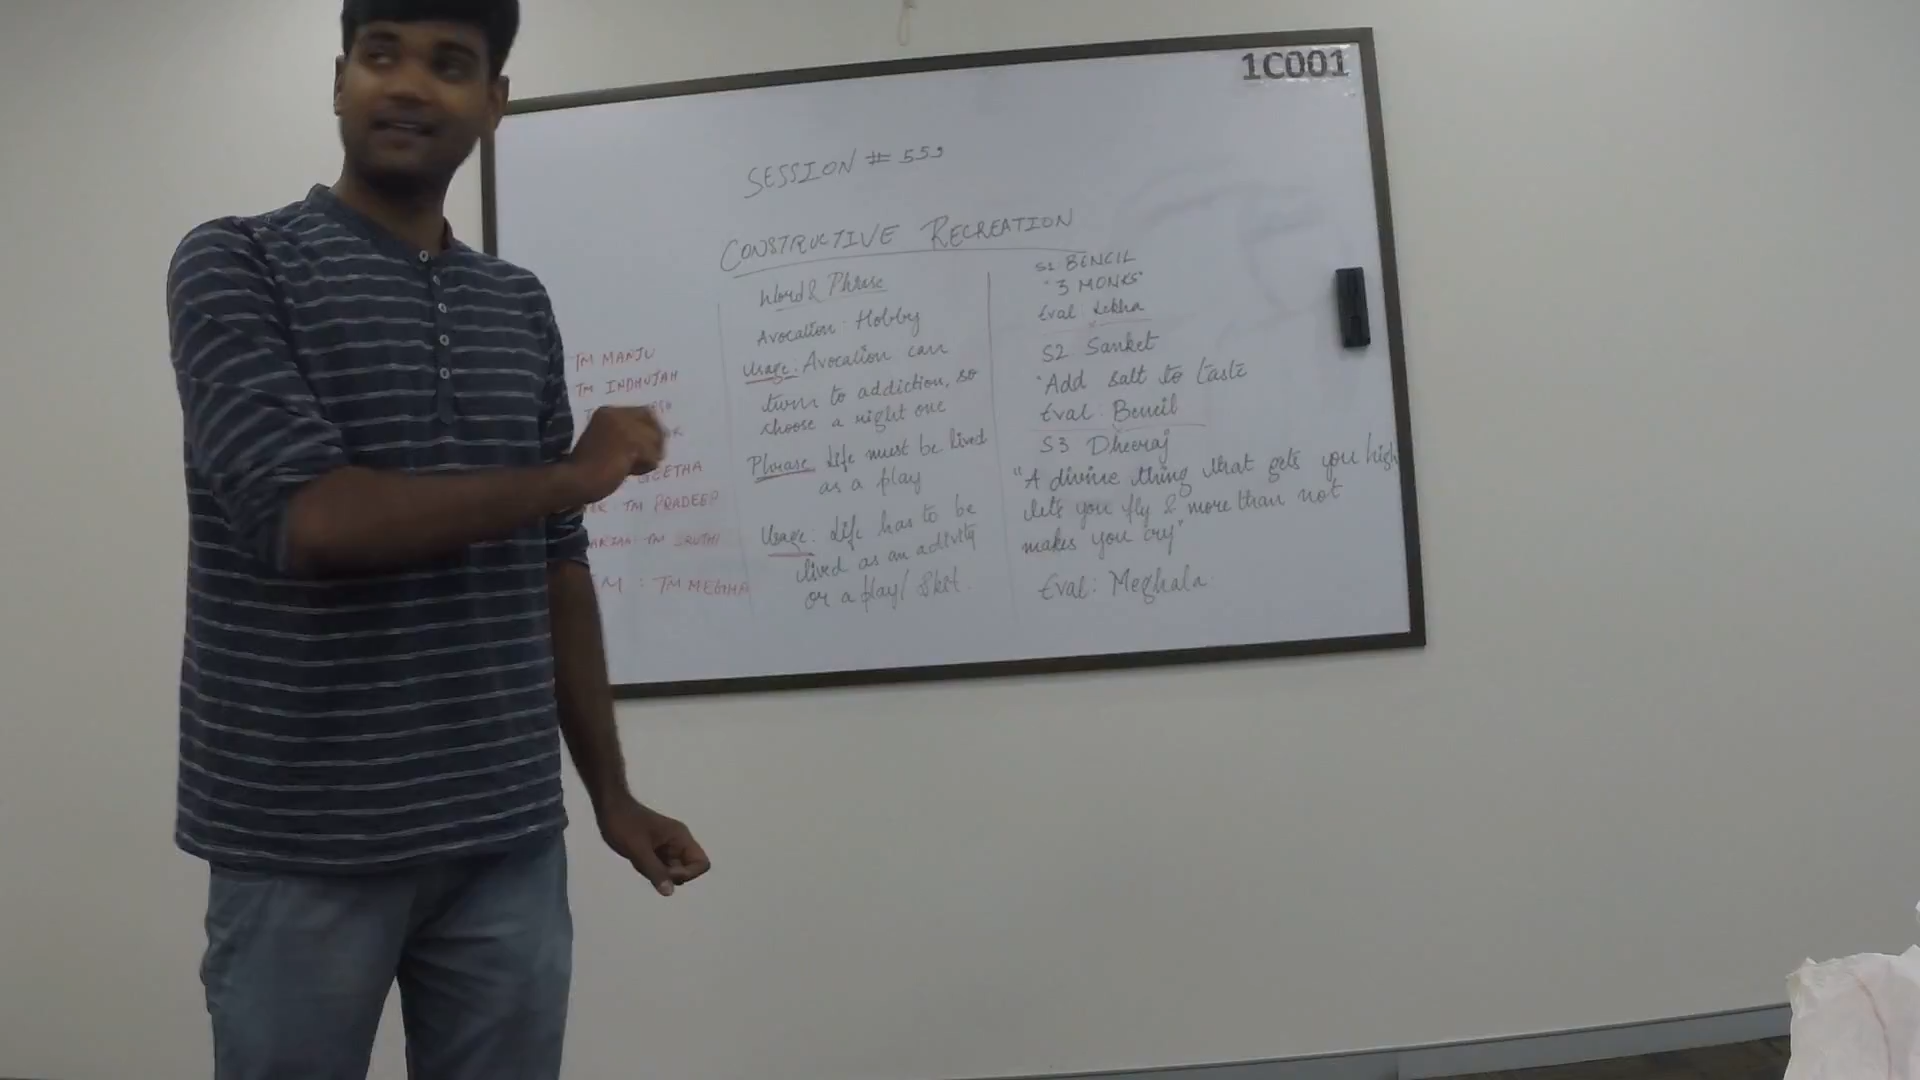 1C001
SESSION # 559
CONSTRUCTIVE RECREATION
TM MANJU
TM INDHUJAH
GEETHA
TM PRADEEP
TM SRUTHI
M : TM MEGHA
Word & Phrase
Avocation : Hobby
Usage : Avocation can
turn to addiction, so
choose a right one
Phrase Life must be lived
as a play
Usage : Life has to be
lived as an activity
or a play/ Skit.
S1 BENCIL
"3 MONKS"
Eval : Lekha
S2 Sanket
"Add salt to taste
Eval : Bencil
S3 Dheeraj
"A divine thing that gets you high
lets you fly & more than not
makes you cry"
Eval: Meghala